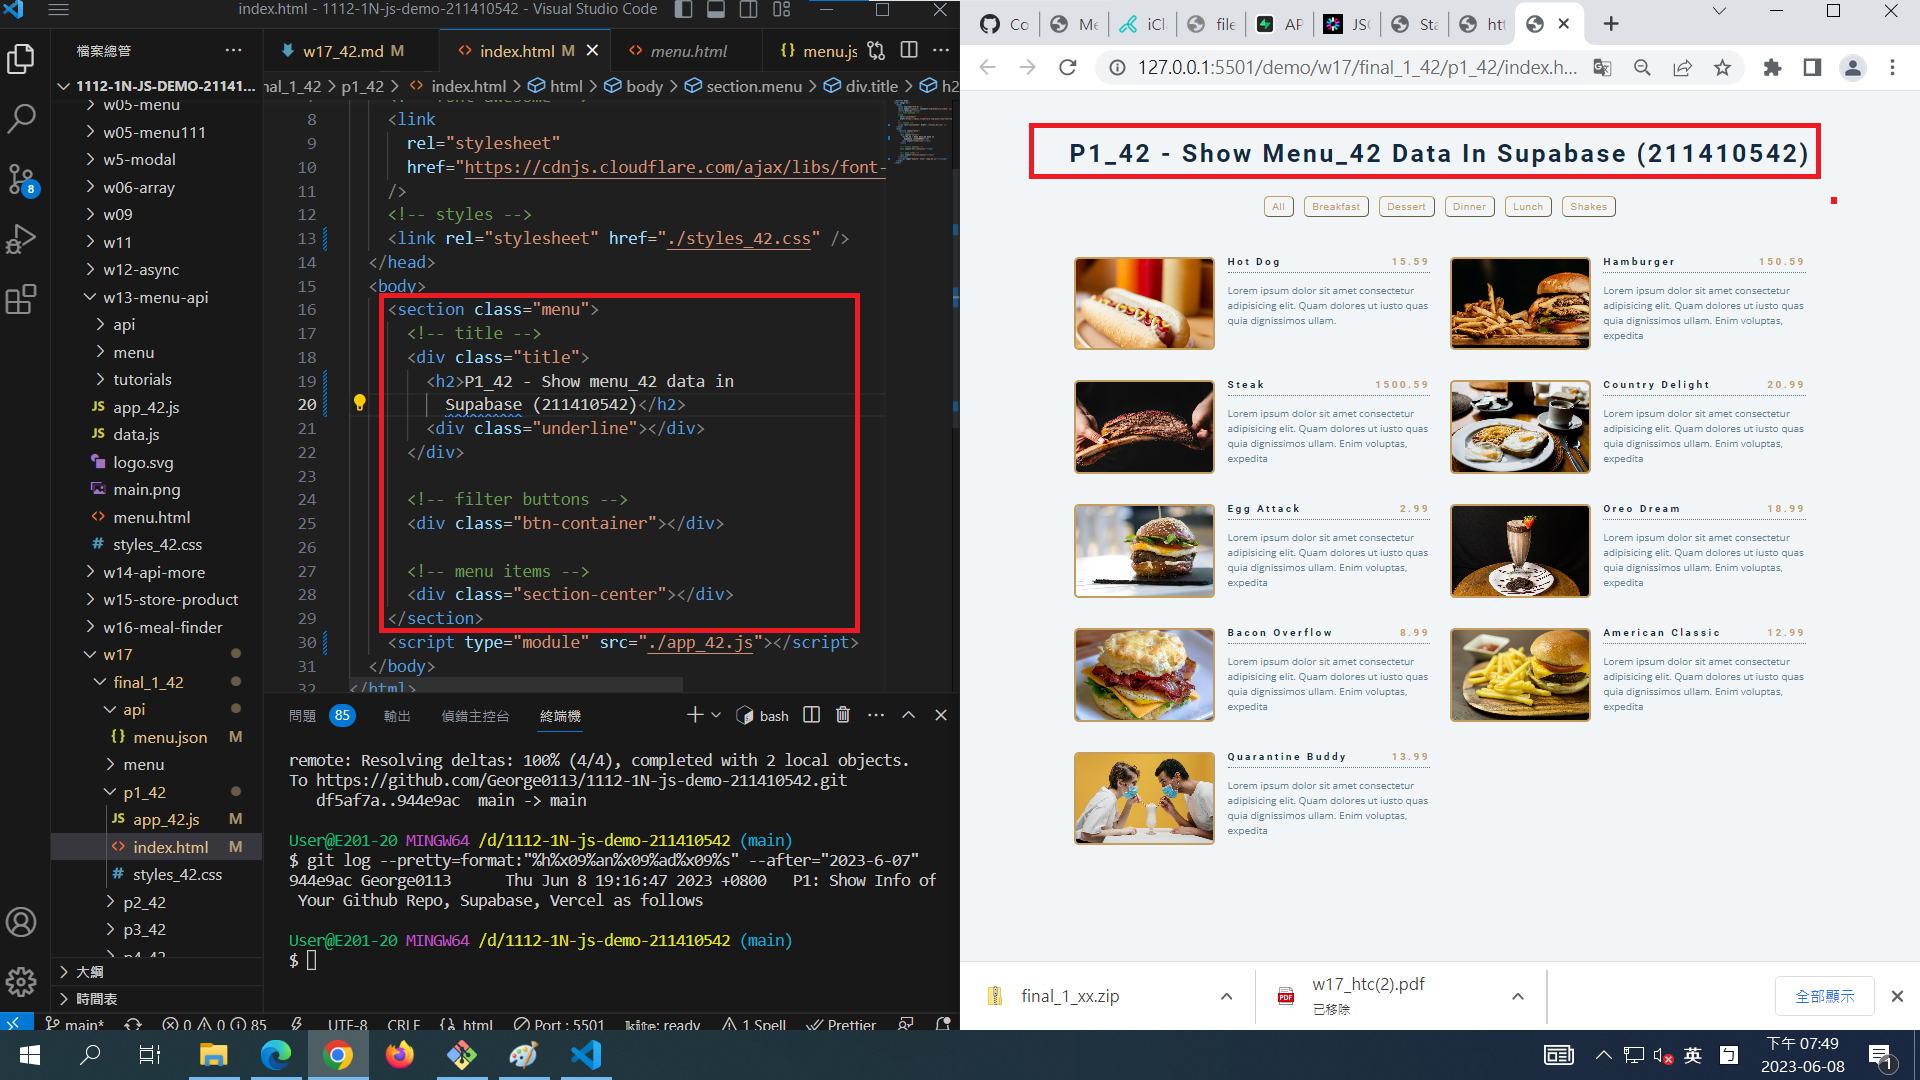 index.html - 1112-1N-js-demo-211410542 - Visual Studio Code
檔案總管
w17_42.md M
index.html M
menu.html
menu.js
1112-1N-JS-DEMO-21141...
nal_1_42 > p1_42 > index.html > html > body > section.menu > div.title > h2
w05-menu
w05-menu111
w5-modal
w06-array
w09
w11
w12-async
w13-menu-api
api
menu
tutorials
JS app_42.js
JS data.js
logo.svg
main.png
<> menu.html
# styles_42.css
w14-api-more
w15-store-product
w16-meal-finder
w17
final_1_42
api
{} menu.json M
menu
p1_42
JS app_42.js M
<> index.html M
# styles_42.css
p2_42
p3_42
大綱
時間表
8
8 <link
9 rel="stylesheet"
10 href="https://cdnjs.cloudflare.com/ajax/libs/font-
11 />
12 <!-- styles -->
13 <link rel="stylesheet" href="./styles_42.css" />
14 </head>
15 <body>
16 <section class="menu">
17 <!-- title -->
18 <div class="title">
19 <h2>P1_42 - Show menu_42 data in
20 Supabase (211410542)</h2>
21 <div class="underline"></div>
22 </div>
23
24 <!-- filter buttons -->
25 <div class="btn-container"></div>
26
27 <!-- menu items -->
28 <div class="section-center"></div>
29 </section>
30 <script type="module" src="./app_42.js"></script>
31 </body>
32 </html>
問題 85 輸出 偵錯主控台 終端機
bash
remote: Resolving deltas: 100% (4/4), completed with 2 local objects.
To https://github.com/George0113/1112-1N-js-demo-211410542.git
df5af7a..944e9ac main -> main
User@E201-20 MINGW64 /d/1112-1N-js-demo-211410542 (main)
$ git log --pretty=format:"%h%x09%an%x09%ad%x09%s" --after="2023-6-07"
944e9ac George0113 Thu Jun 8 19:16:47 2023 +0800 P1: Show Info of
Your Github Repo, Supabase, Vercel as follows
User@E201-20 MINGW64 /d/1112-1N-js-demo-211410542 (main)
$
main* 0 0 85 UTF-8 CRLF html Port : 5501 kite: ready 1 Spell Prettier
Co
Me
iCl
file
AP
JSO
Sta
htt
127.0.0.1:5501/demo/w17/final_1_42/p1_42/index.h...
P1_42 - Show Menu_42 Data In Supabase (211410542)
All Breakfast Dessert Dinner Lunch Shakes
Hot Dog 15.59
Lorem ipsum dolor sit amet consectetur
adipisicing elit. Quam dolores ut iusto quas
quia dignissimos ullam.
Hamburger 150.59
Lorem ipsum dolor sit amet consectetur
adipisicing elit. Quam dolores ut iusto quas
quia dignissimos ullam. Enim voluptas,
expedita
Steak 1500.59
Lorem ipsum dolor sit amet consectetur
adipisicing elit. Quam dolores ut iusto quas
quia dignissimos ullam. Enim voluptas,
expedita
Country Delight 20.99
Lorem ipsum dolor sit amet consectetur
adipisicing elit. Quam dolores ut iusto quas
quia dignissimos ullam. Enim voluptas,
expedita
Egg Attack 2.99
Lorem ipsum dolor sit amet consectetur
adipisicing elit. Quam dolores ut iusto quas
quia dignissimos ullam. Enim voluptas,
expedita
Oreo Dream 18.99
Lorem ipsum dolor sit amet consectetur
adipisicing elit. Quam dolores ut iusto quas
quia dignissimos ullam. Enim voluptas,
expedita
Bacon Overflow 8.99
Lorem ipsum dolor sit amet consectetur
adipisicing elit. Quam dolores ut iusto quas
quia dignissimos ullam. Enim voluptas,
expedita
American Classic 12.99
Lorem ipsum dolor sit amet consectetur
adipisicing elit. Quam dolores ut iusto quas
quia dignissimos ullam. Enim voluptas,
expedita
Quarantine Buddy 13.99
Lorem ipsum dolor sit amet consectetur
adipisicing elit. Quam dolores ut iusto quas
quia dignissimos ullam. Enim voluptas,
expedita
final_1_xx.zip
w17_htc(2).pdf
已移除
全部顯示
英
下午 07:49
2023-06-08
1